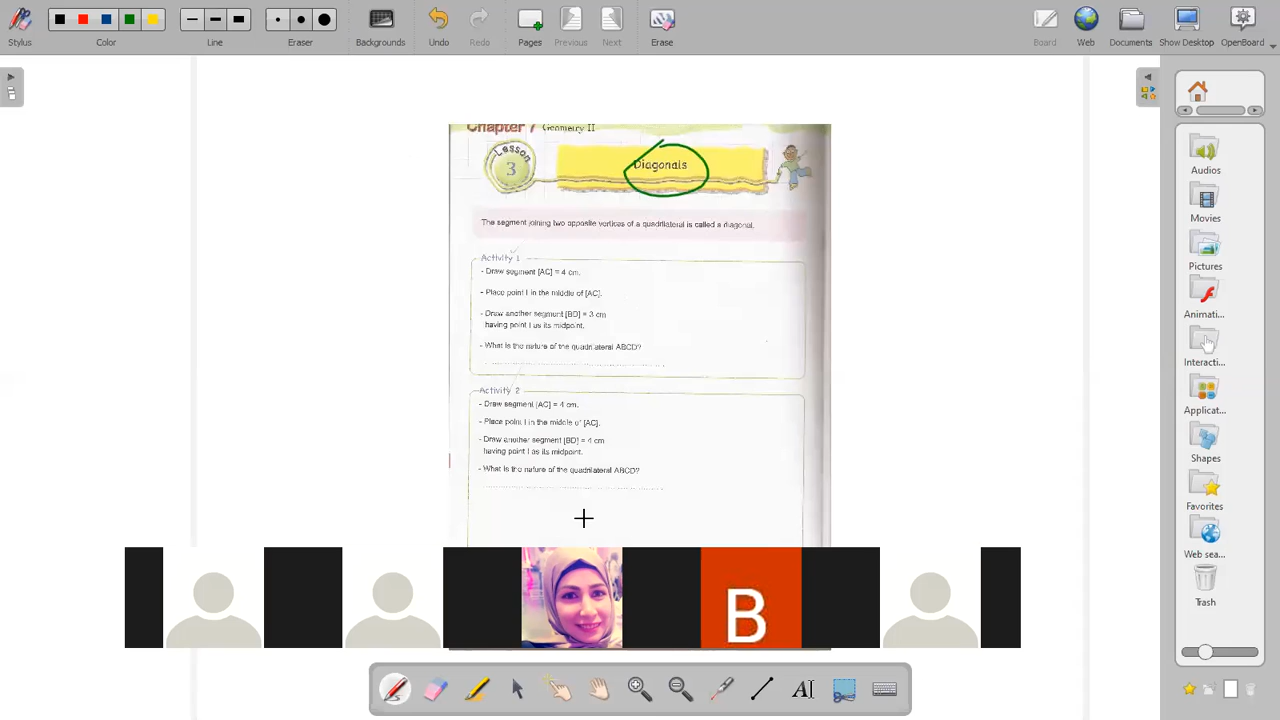 Stylus
Color
Line
Eraser
Backgrounds
Undo
Redo
Pages
Previous
Next
Erase
Board
Web
Documents
Show Desktop
OpenBoard
Chapter 7 Geometry II
Lesson
3
Diagonals
The segment joining two opposite vertices of a quadrilateral is called a diagonal.
Activity 1
- Draw segment [AC] = 4 cm.
- Place point I in the middle of [AC].
- Draw another segment [BD] = 3 cm
having point I as its midpoint.
- What is the nature of the quadrilateral ABCD?
Activity 2
- Draw segment [AC] = 4 cm.
- Place point I in the middle of [AC].
- Draw another segment [BD] = 4 cm
having point I as its midpoint.
- What is the nature of the quadrilateral ABCD?
B
Audios
Movies
Pictures
Animati...
Interacti...
Applicat...
Shapes
Favorites
Web sea...
Trash